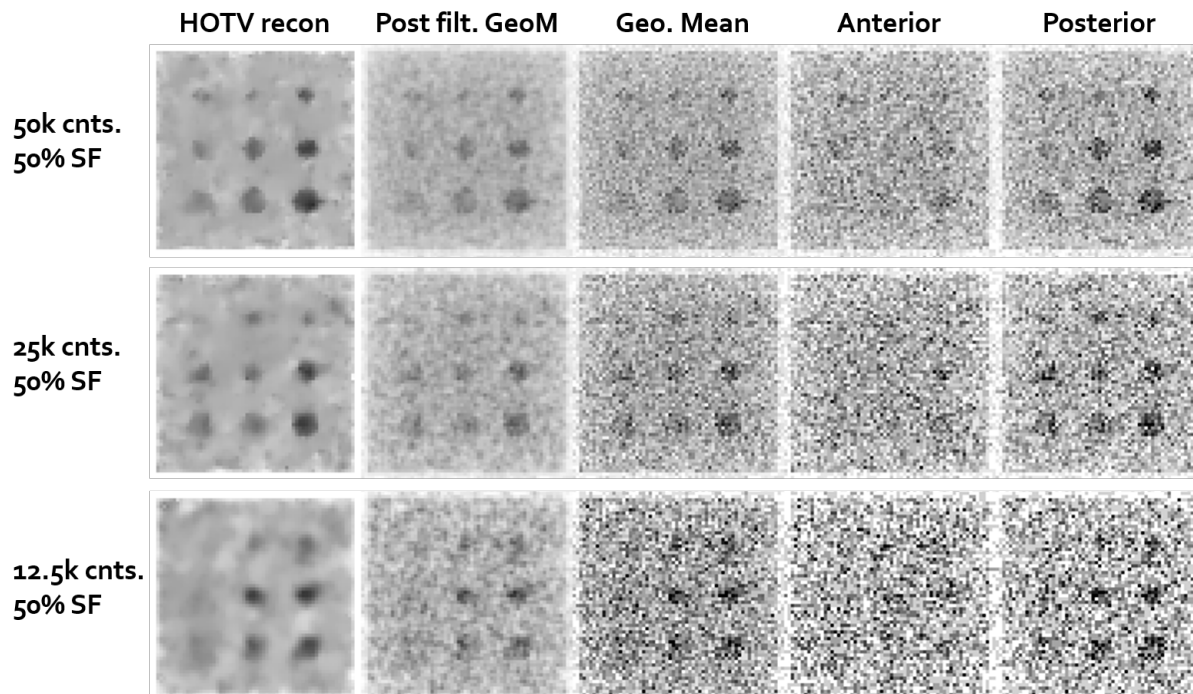 HOTV recon Post filt. GeoM Geo. Mean Anterior Posterior
50k cnts.
50% SF
25k cnts.
50% SF
12.5k cnts.
50% SF